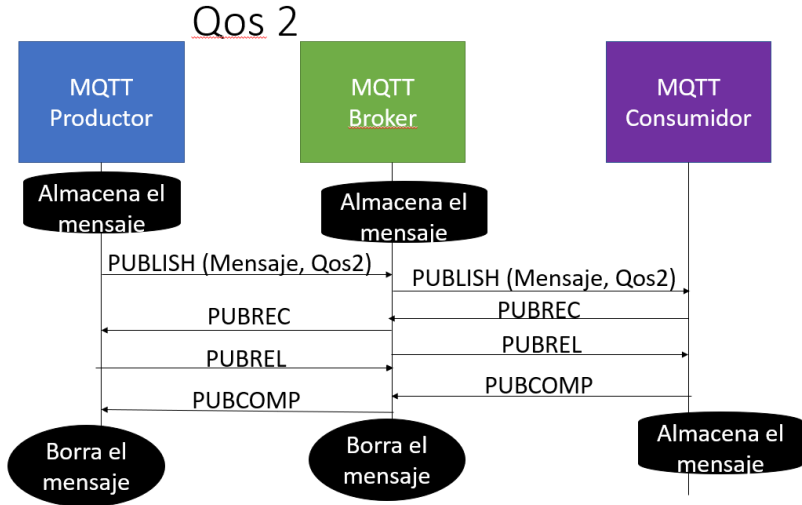 Qos 2
MQTT
Productor
MQTT
Broker
MQTT
Consumidor
Almacena el
mensaje
Almacena el
mensaje
PUBLISH (Mensaje, Qos2)
PUBLISH (Mensaje, Qos2)
PUBREC
PUBREC
PUBREL
PUBREL
PUBCOMP
PUBCOMP
Borra el
mensaje
Borra el
mensaje
Almacena el
mensaje